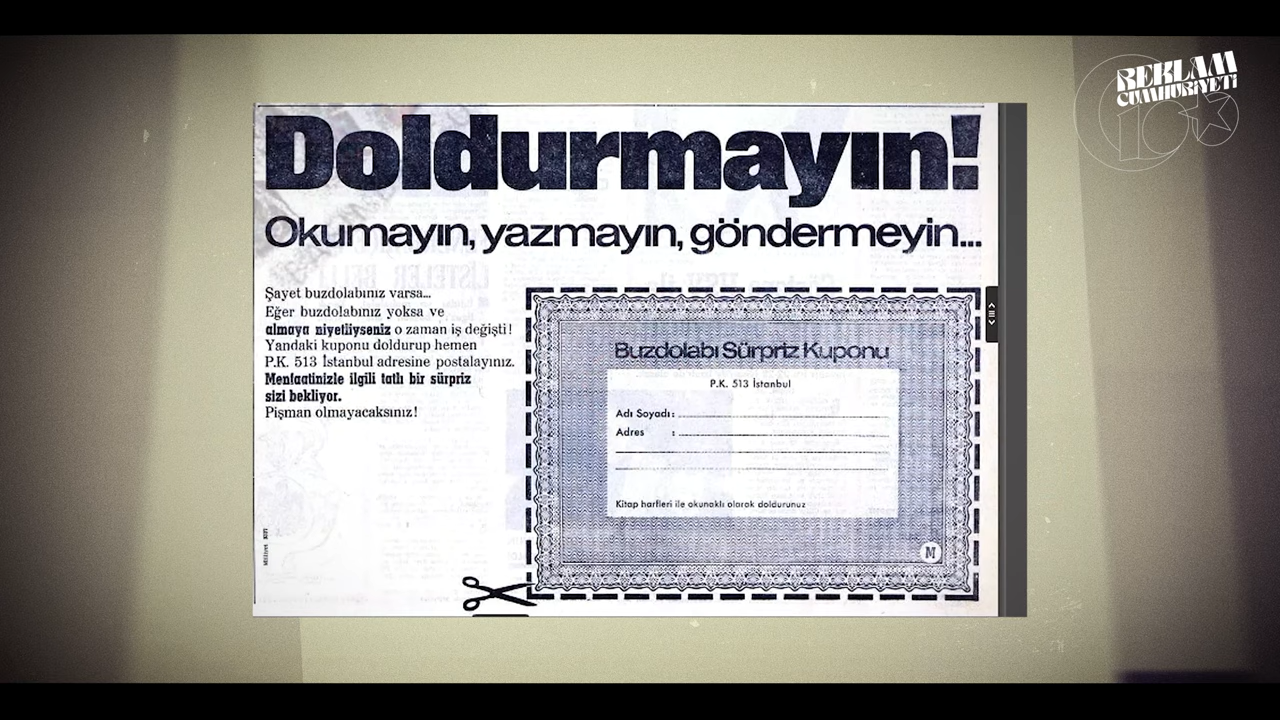 REKLAM
CUMHURİYETİ
100
Doldurmayın!
Okumayın, yazmayın, göndermeyin...
Şayet buzdolabınız varsa...
Eğer buzdolabınız yoksa ve
almaya niyetliyseniz o zaman iş değişti!
Yandaki kuponu doldurup hemen
P.K. 513 İstanbul adresine postalayınız.
Menfaatinizle ilgili tatlı bir sürpriz
sizi bekliyor.
Pişman olmayacaksınız!
Buzdolabı Sürpriz Kuponu
P.K. 513 İstanbul
Adı Soyadı:
Adres :
Kitap harfleri ile okunaklı olarak doldurunuz
M